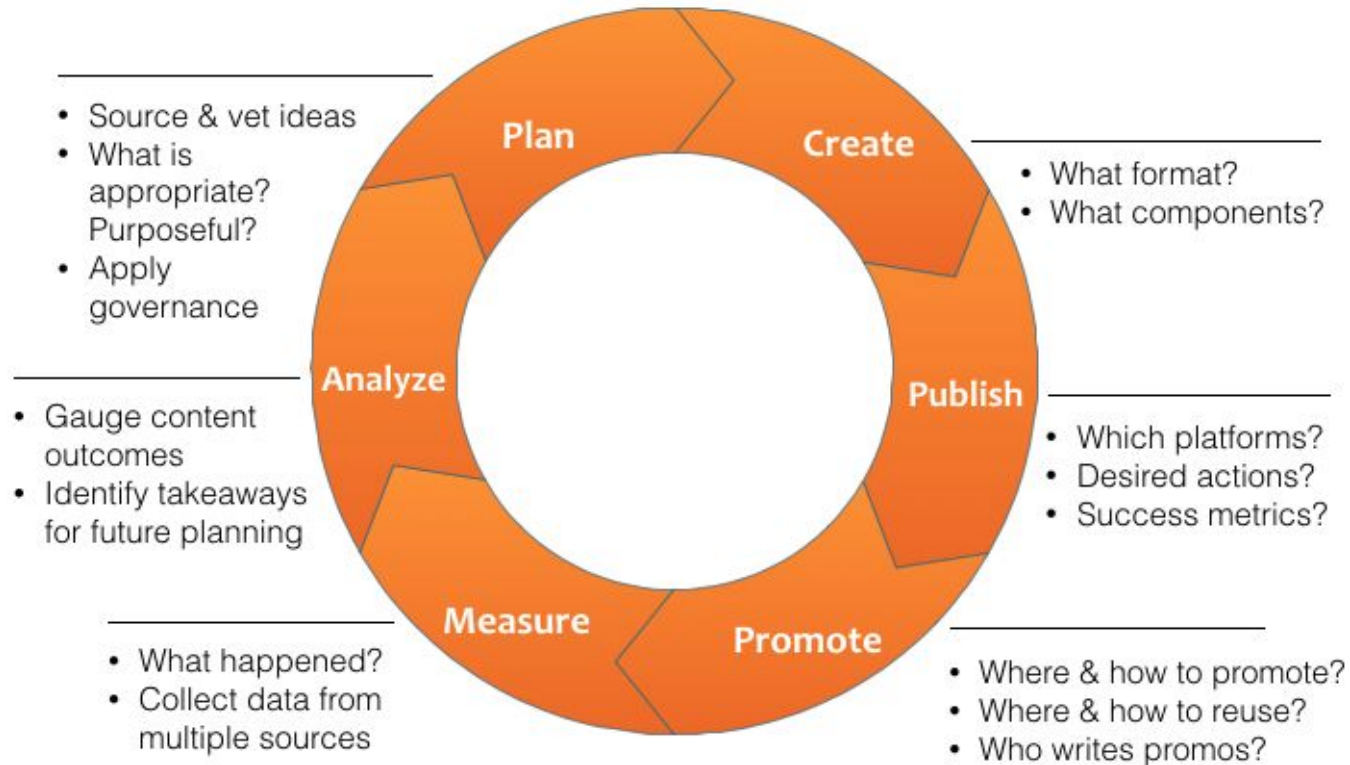 Plan
• Source & vet ideas
• What is
appropriate?
Purposeful?
• Apply
governance
Create
• What format?
• What components?
Publish
• Which platforms?
• Desired actions?
• Success metrics?
Promote
• Where & how to promote?
• Where & how to reuse?
• Who writes promos?
Measure
• What happened?
• Collect data from
multiple sources
Analyze
• Gauge content
outcomes
• Identify takeaways
for future planning